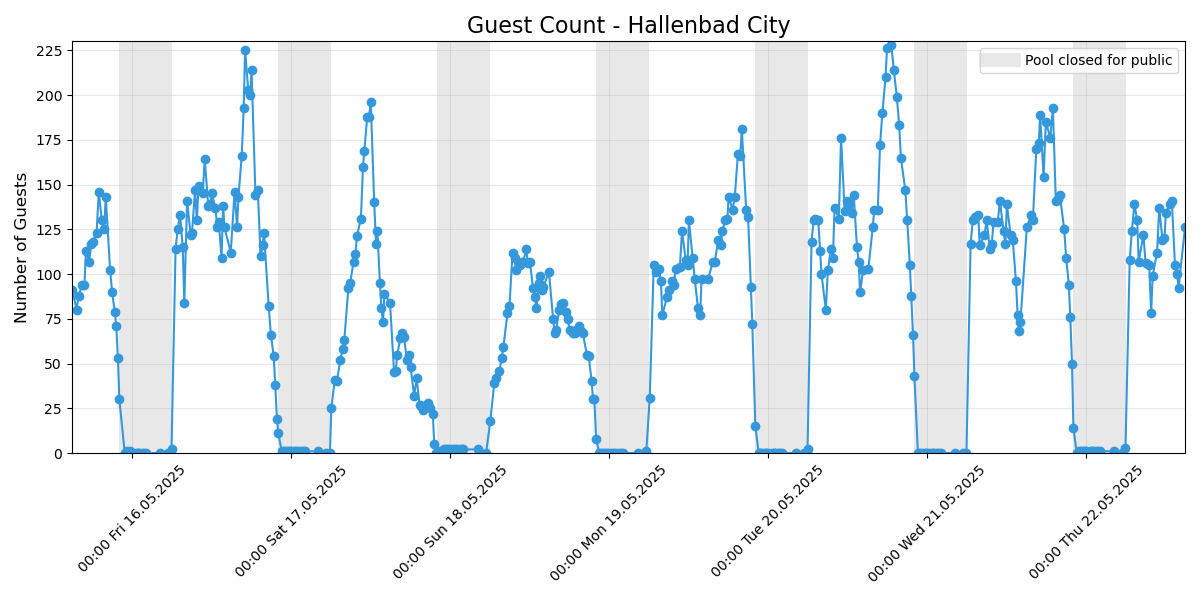 Guest Count - Hallenbad City
Pool closed for public
Number of Guests
225
200
175
150
125
100
75
50
25
0
00:00 Fri 16.05.2025
00:00 Sat 17.05.2025
00:00 Sun 18.05.2025
00:00 Mon 19.05.2025
00:00 Tue 20.05.2025
00:00 Wed 21.05.2025
00:00 Thu 22.05.2025